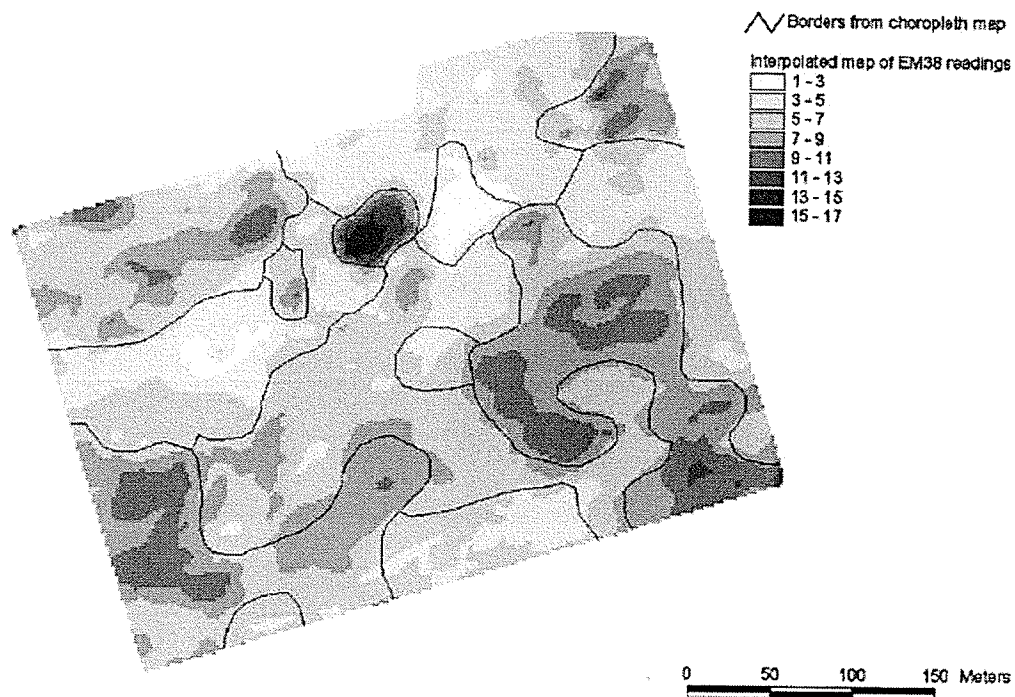 Borders from choropleth map
Interpolated map of EM38 readings
1 - 3
3 - 5
5 - 7
7 - 9
9 - 11
11 - 13
13 - 15
15 - 17
0 50 100 150 Meters